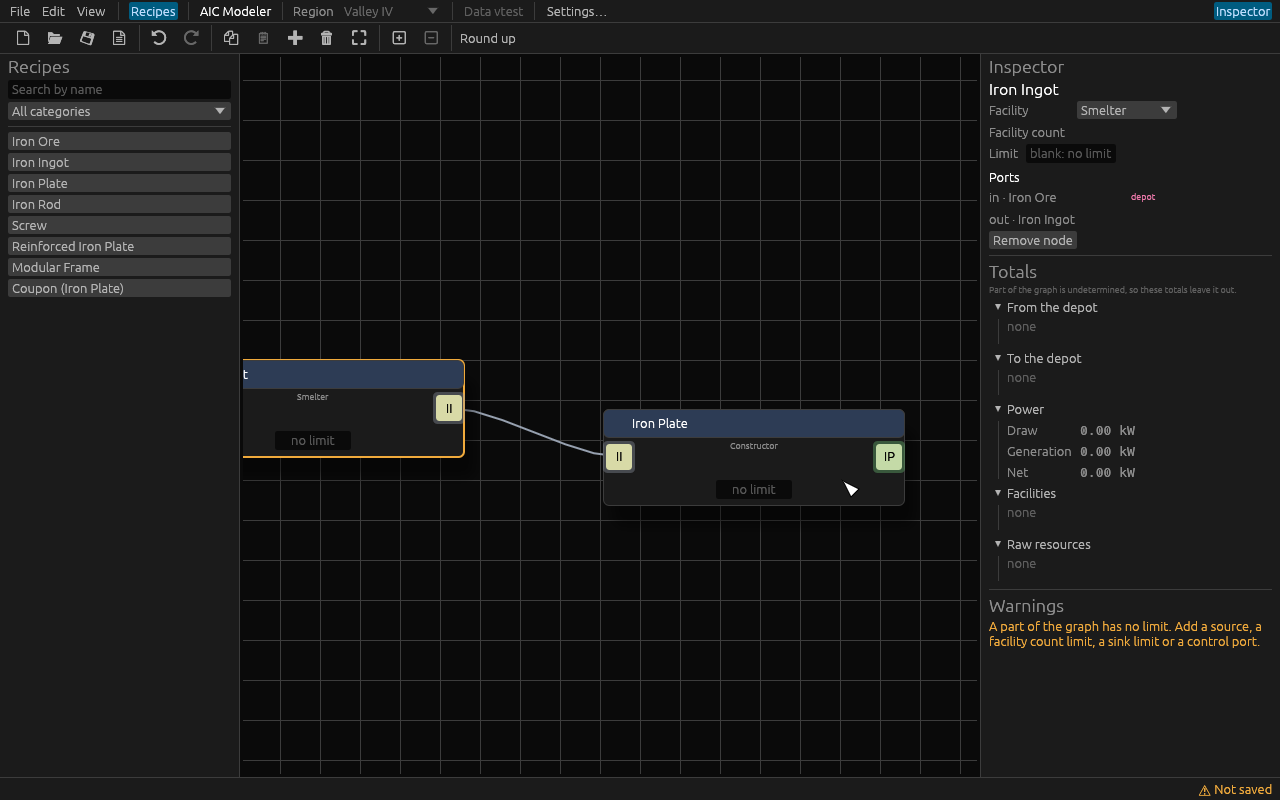 File Edit View Recipes AIC Modeler Region Valley IV Data vtest Settings... Inspector
Round up
Recipes
Search by name
All categories
Iron Ore
Iron Ingot
Iron Plate
Iron Rod
Screw
Reinforced Iron Plate
Modular Frame
Coupon (Iron Plate)
t
Smelter
II
no limit
Iron Plate
Constructor
II
IP
no limit
Inspector
Iron Ingot
Facility Smelter
Facility count
Limit blank: no limit
Ports
in · Iron Ore depot
out · Iron Ingot
Remove node
Totals
Part of the graph is undetermined, so these totals leave it out.
From the depot
none
To the depot
none
Power
Draw 0.00 kW
Generation 0.00 kW
Net 0.00 kW
Facilities
none
Raw resources
none
Warnings
A part of the graph has no limit. Add a source, a
facility count limit, a sink limit or a control port.
Not saved